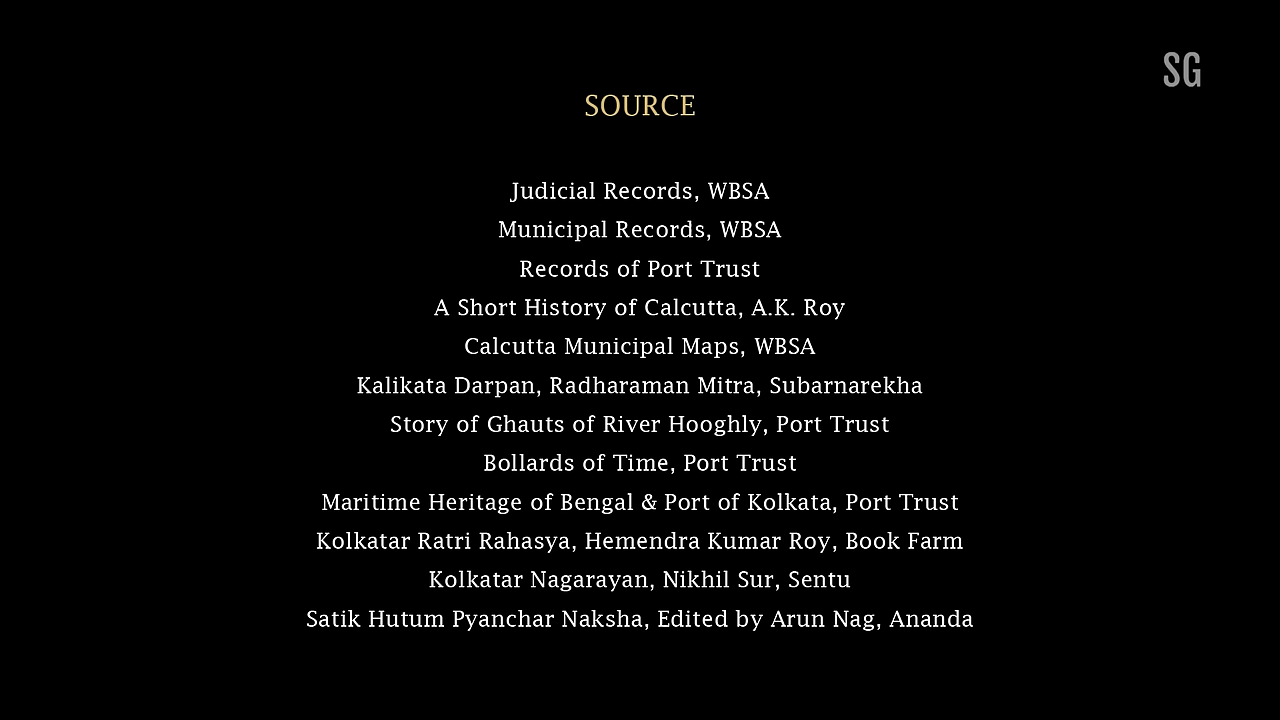 SG
SOURCE
Judicial Records, WBSA
Municipal Records, WBSA
Records of Port Trust
A Short History of Calcutta, A.K. Roy
Calcutta Municipal Maps, WBSA
Kalikata Darpan, Radharaman Mitra, Subarnarekha
Story of Ghauts of River Hooghly, Port Trust
Bollards of Time, Port Trust
Maritime Heritage of Bengal & Port of Kolkata, Port Trust
Kolkatar Ratri Rahasya, Hemendra Kumar Roy, Book Farm
Kolkatar Nagarayan, Nikhil Sur, Sentu
Satik Hutum Pyanchar Naksha, Edited by Arun Nag, Ananda